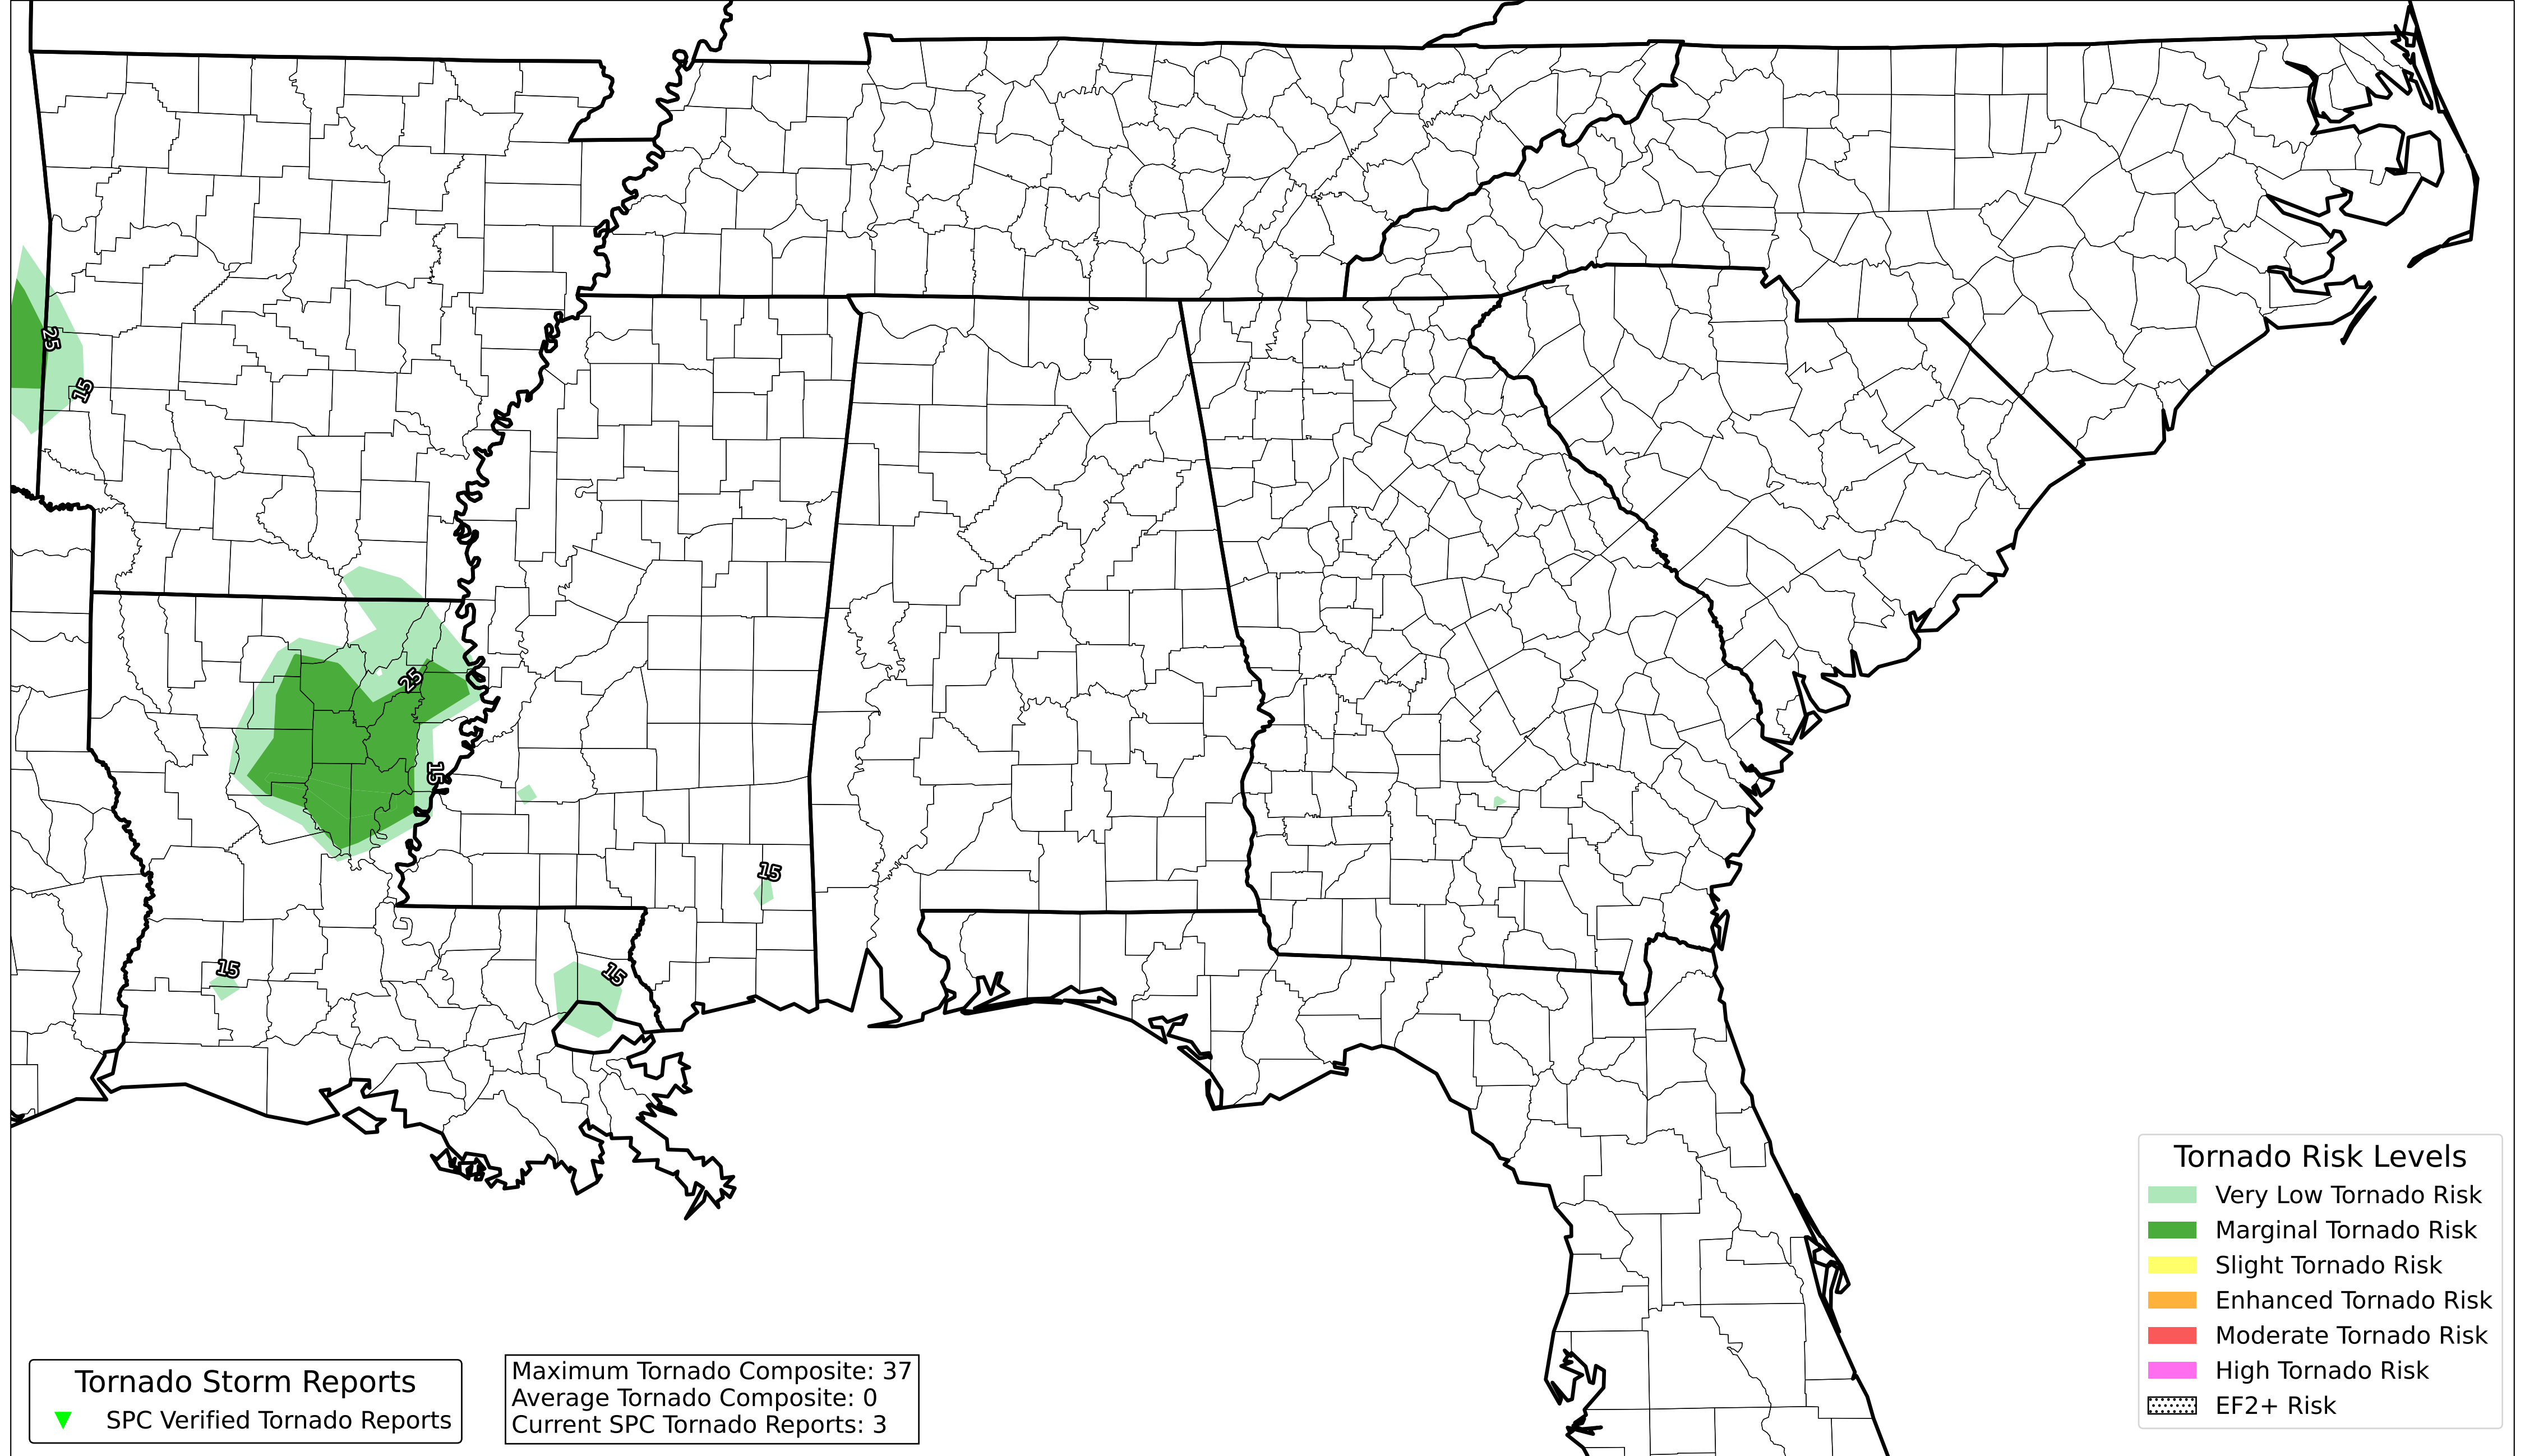 25
15
25
15
15
15
15
Tornado Risk Levels
Very Low Tornado Risk
Marginal Tornado Risk
Slight Tornado Risk
Enhanced Tornado Risk
Moderate Tornado Risk
High Tornado Risk
EF2+ Risk
Tornado Storm Reports
SPC Verified Tornado Reports
Maximum Tornado Composite: 37
Average Tornado Composite: 0
Current SPC Tornado Reports: 3